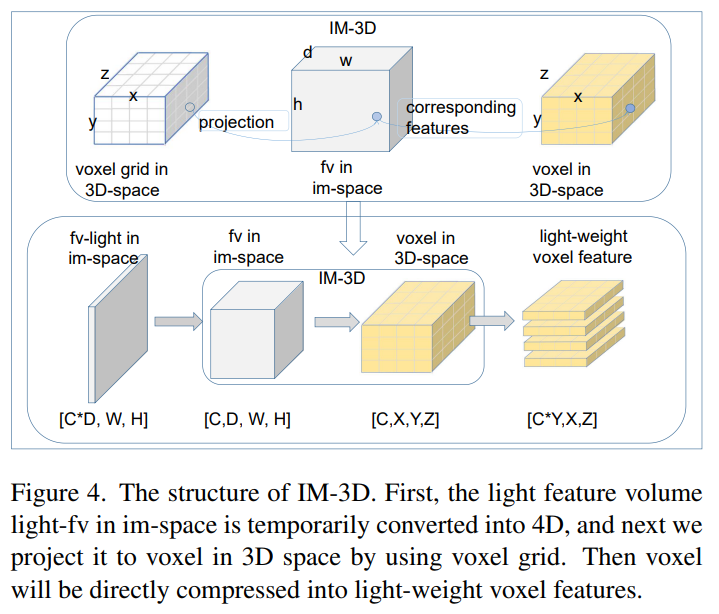 IM-3D
d
w
h
z
x
y
projection
corresponding
features
z
x
y
voxel grid in
3D-space
fv in
im-space
voxel in
3D-space
fv-light in
im-space
fv in
im-space
voxel in
3D-space
light-weight
voxel feature
IM-3D
[C*D, W, H]
[C,D, W, H]
[C,X,Y,Z]
[C*Y,X,Z]
Figure 4. The structure of IM-3D. First, the light feature volume
light-fv in im-space is temporarily converted into 4D, and next we
project it to voxel in 3D space by using voxel grid. Then voxel
will be directly compressed into light-weight voxel features.